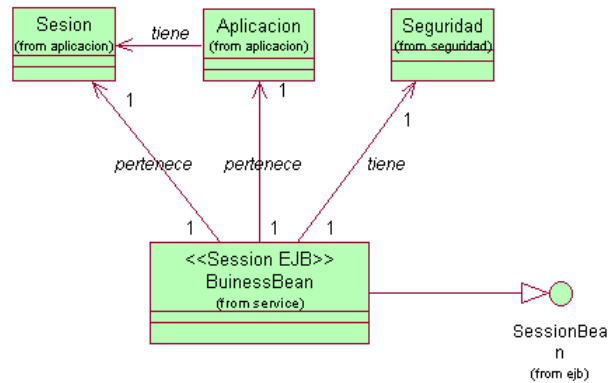 Sesion
(from aplicacion)
tiene
Aplicacion
(from aplicacion)
Seguridad
(from seguridad)
1
1
1
pertenece
pertenece
tiene
1
1
1
<<Session EJB>>
BuinessBean
(from service)
SessionBea
n
(from ejb)